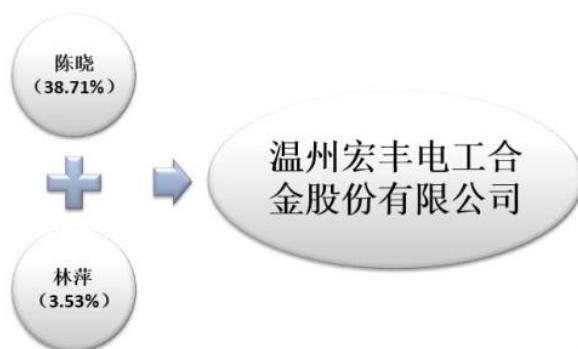 陈晓
（38.71%）
温州宏丰电工合
金股份有限公司
林萍
（3.53%）